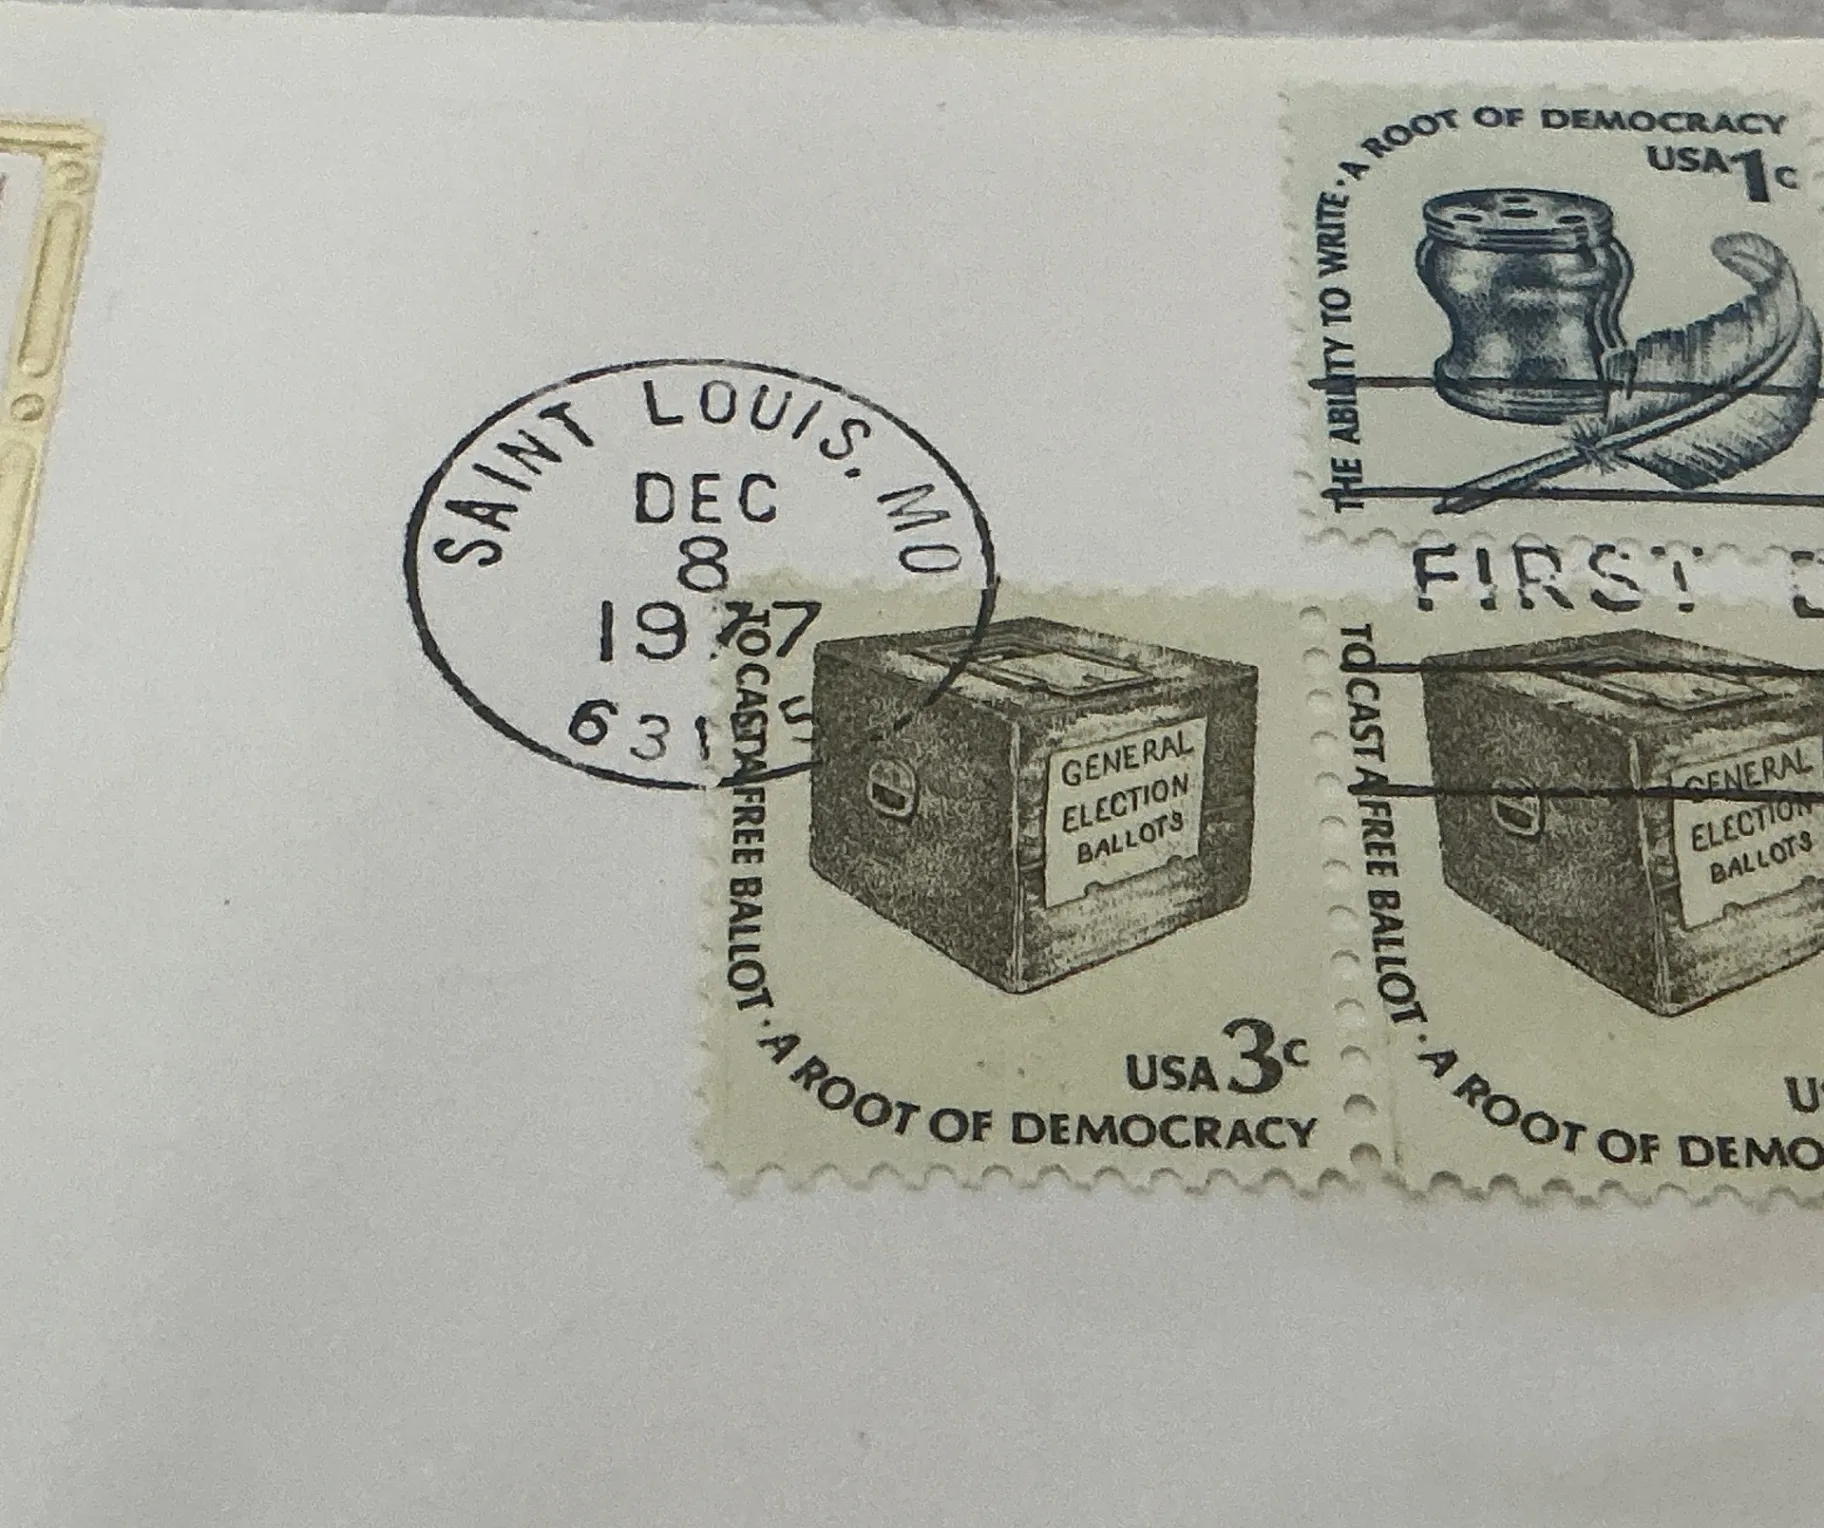 THE ABILITY TO WRITE · A ROOT OF DEMOCRACY
USA 1c
SAINT LOUIS, MO
DEC
8
1977
FIRST
TO CAST A FREE BALLOT · A ROOT OF DEMOCRACY
GENERAL
ELECTION
BALLOTS
USA 3c
TO CAST A FREE BALLOT · A ROOT OF DEMO
GENERAL
ELECTION
BALLOTS